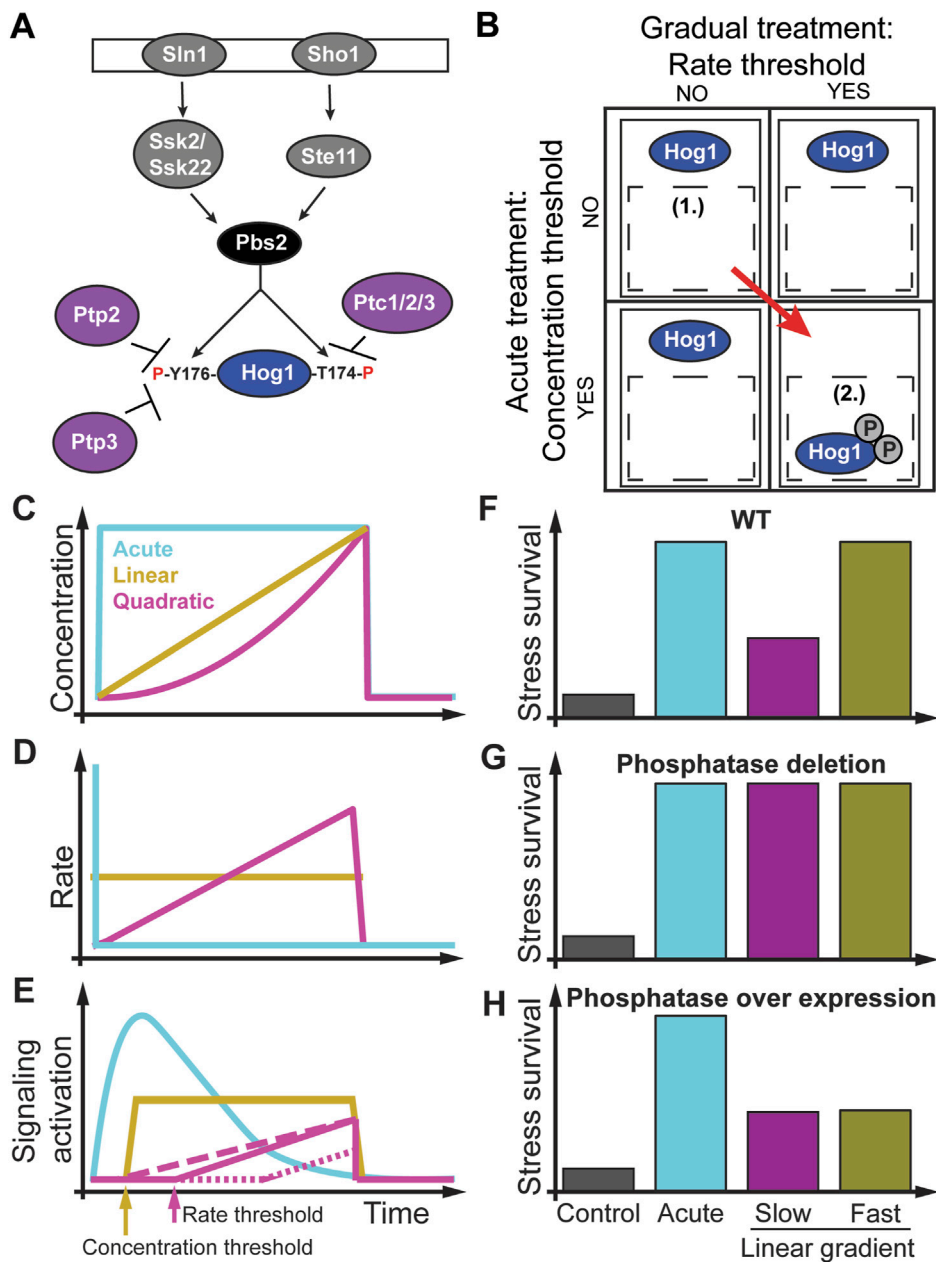 A
Sln1
Sho1
Ssk2/
Ssk22
Ste11
Pbs2
Ptp2
Ptc1/2/3
P-Y176-
Hog1
-T174-P
Ptp3
B
Gradual treatment:
Rate threshold
NO
YES
Acute treatment:
Concentration threshold
NO
YES
Hog1
Hog1
(1.)
Hog1
(2.)
P
P
Hog1
C
Concentration
Acute
Linear
Quadratic
D
Rate
E
Signaling
activation
Rate threshold
Time
Concentration threshold
F
WT
Stress survival
G
Phosphatase deletion
Stress survival
H
Phosphatase over expression
Stress survival
Control
Acute
Slow
Fast
Linear gradient